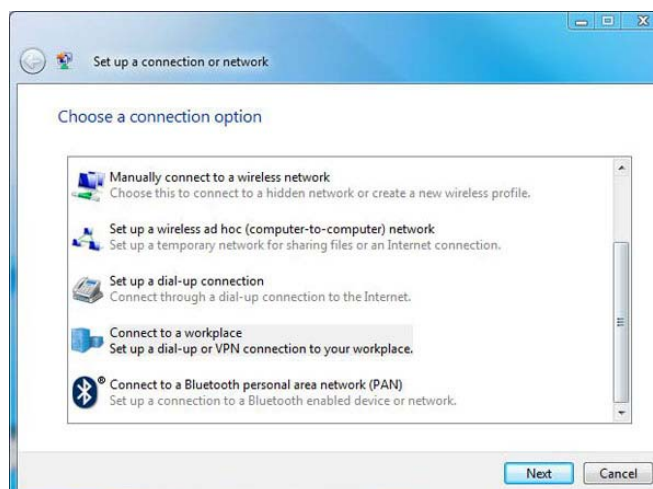 Set up a connection or network
Choose a connection option
Manually connect to a wireless network
Choose this to connect to a hidden network or create a new wireless profile.
Set up a wireless ad hoc (computer-to-computer) network
Set up a temporary network for sharing files or an Internet connection.
Set up a dial-up connection
Connect through a dial-up connection to the Internet.
Connect to a workplace
Set up a dial-up or VPN connection to your workplace.
® Connect to a Bluetooth personal area network (PAN)
Set up a connection to a Bluetooth enabled device or network.
Next Cancel